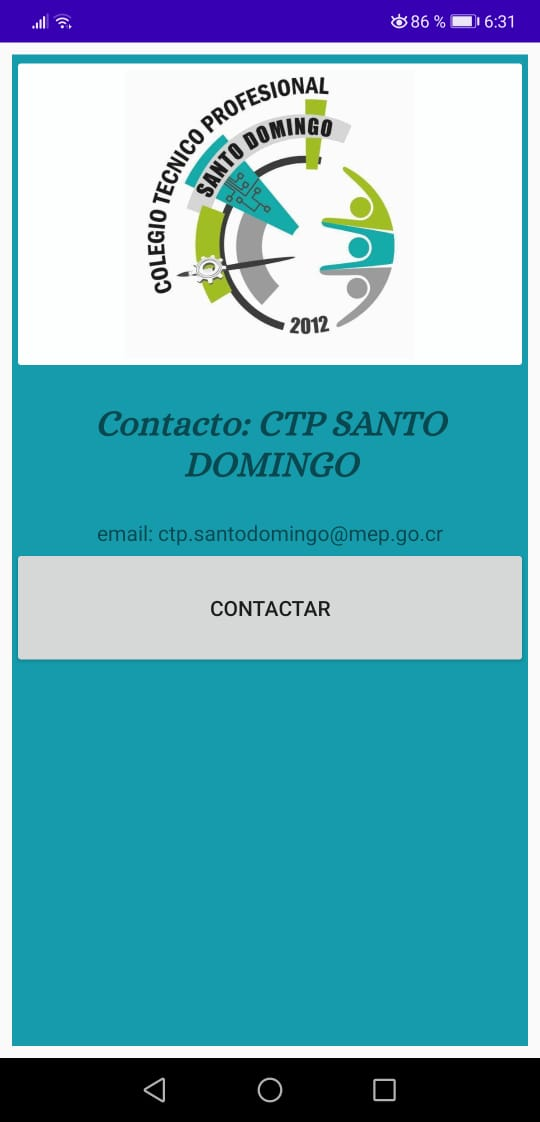 86 % 6:31
COLEGIO TECNICO PROFESIONAL
SANTO DOMINGO
2012
Contacto: CTP SANTO
DOMINGO
email: ctp.santodomingo@mep.go.cr
CONTACTAR